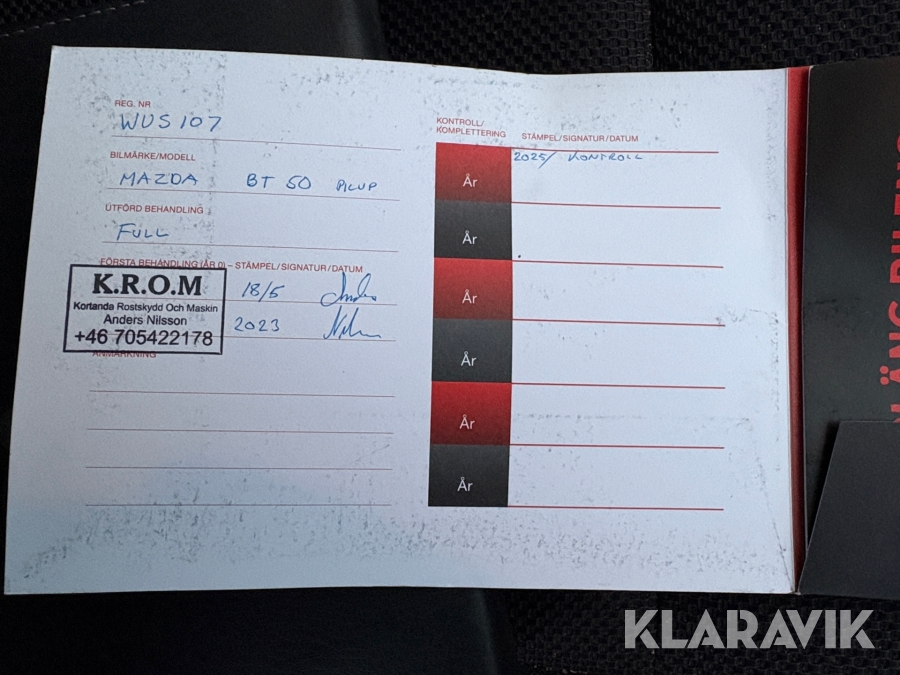 REG. NR
WUS 107
BILMÄRKE/MODELL
MAZDA BT 50 PICUP
UTFÖRD BEHANDLING
FULL
FÖRSTA BEHANDLING (ÅR 0) – STÄMPEL/SIGNATUR/DATUM
K.R.O.M
Kortanda Rostskydd Och Maskin
Anders Nilsson
+46 705422178
18/5
2023
ANMÄRKNING
KONTROLL/
KOMPLETTERING
STÄMPEL/SIGNATUR/DATUM
År
2025/ KONTROLL
År
År
År
År
År
KLARAVIK